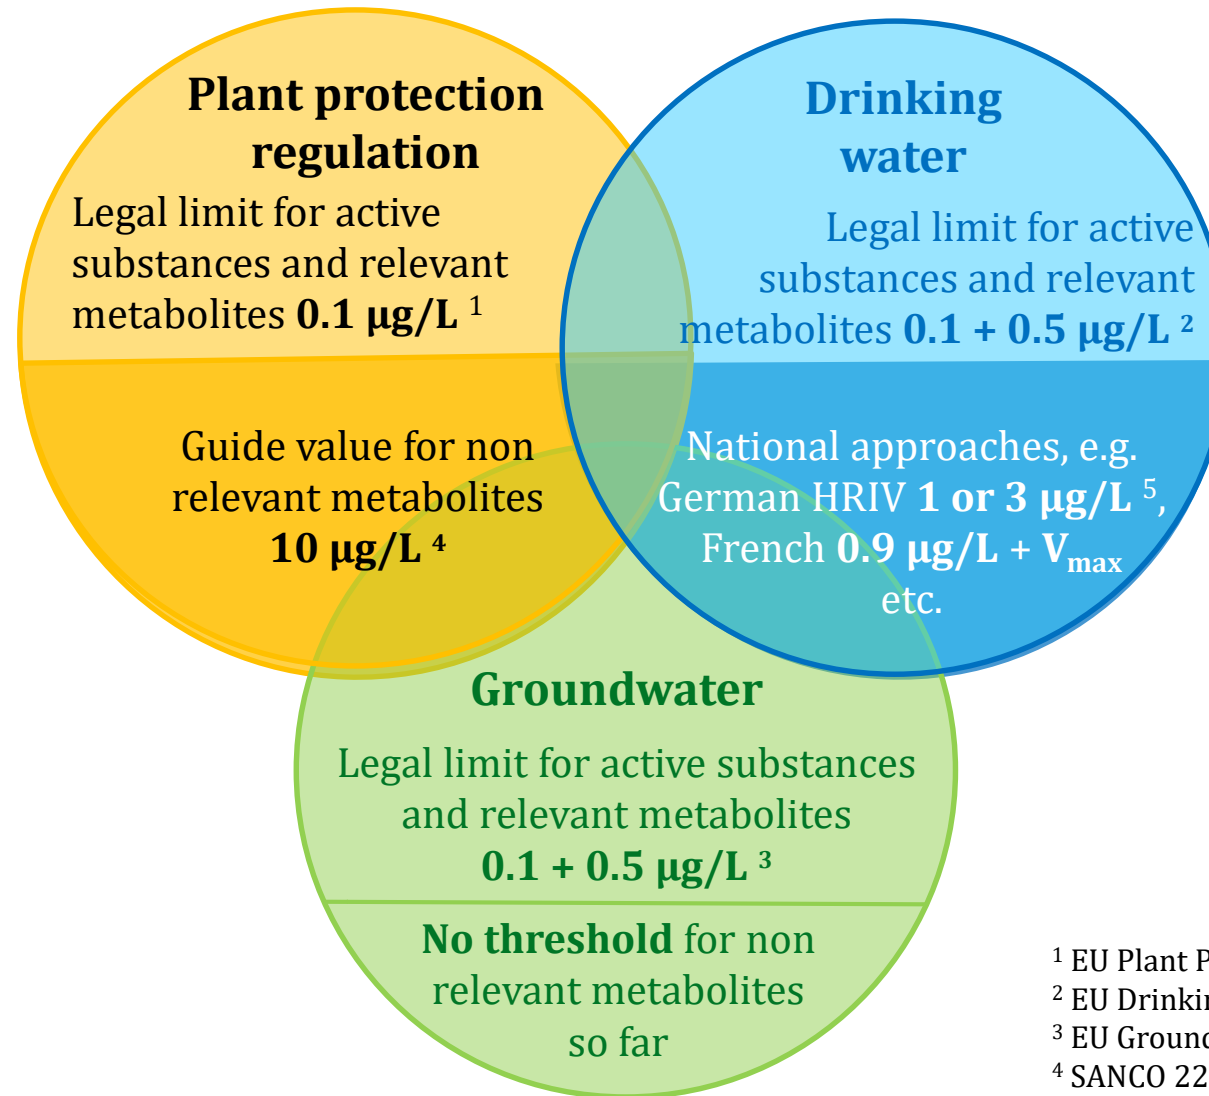 Plant protection
regulation
Legal limit for active
substances and relevant
metabolites 0.1 µg/L ¹
Guide value for non
relevant metabolites
10 µg/L ⁴
Drinking
water
Legal limit for active
substances and relevant
metabolites 0.1 + 0.5 µg/L ²
National approaches, e.g.
German HRIV 1 or 3 µg/L ⁵,
French 0.9 µg/L + Vmax
etc.
Groundwater
Legal limit for active substances
and relevant metabolites
0.1 + 0.5 µg/L ³
No threshold for non
relevant metabolites
so far
¹ EU Plant P
² EU Drinkin
³ EU Ground
⁴ SANCO 22